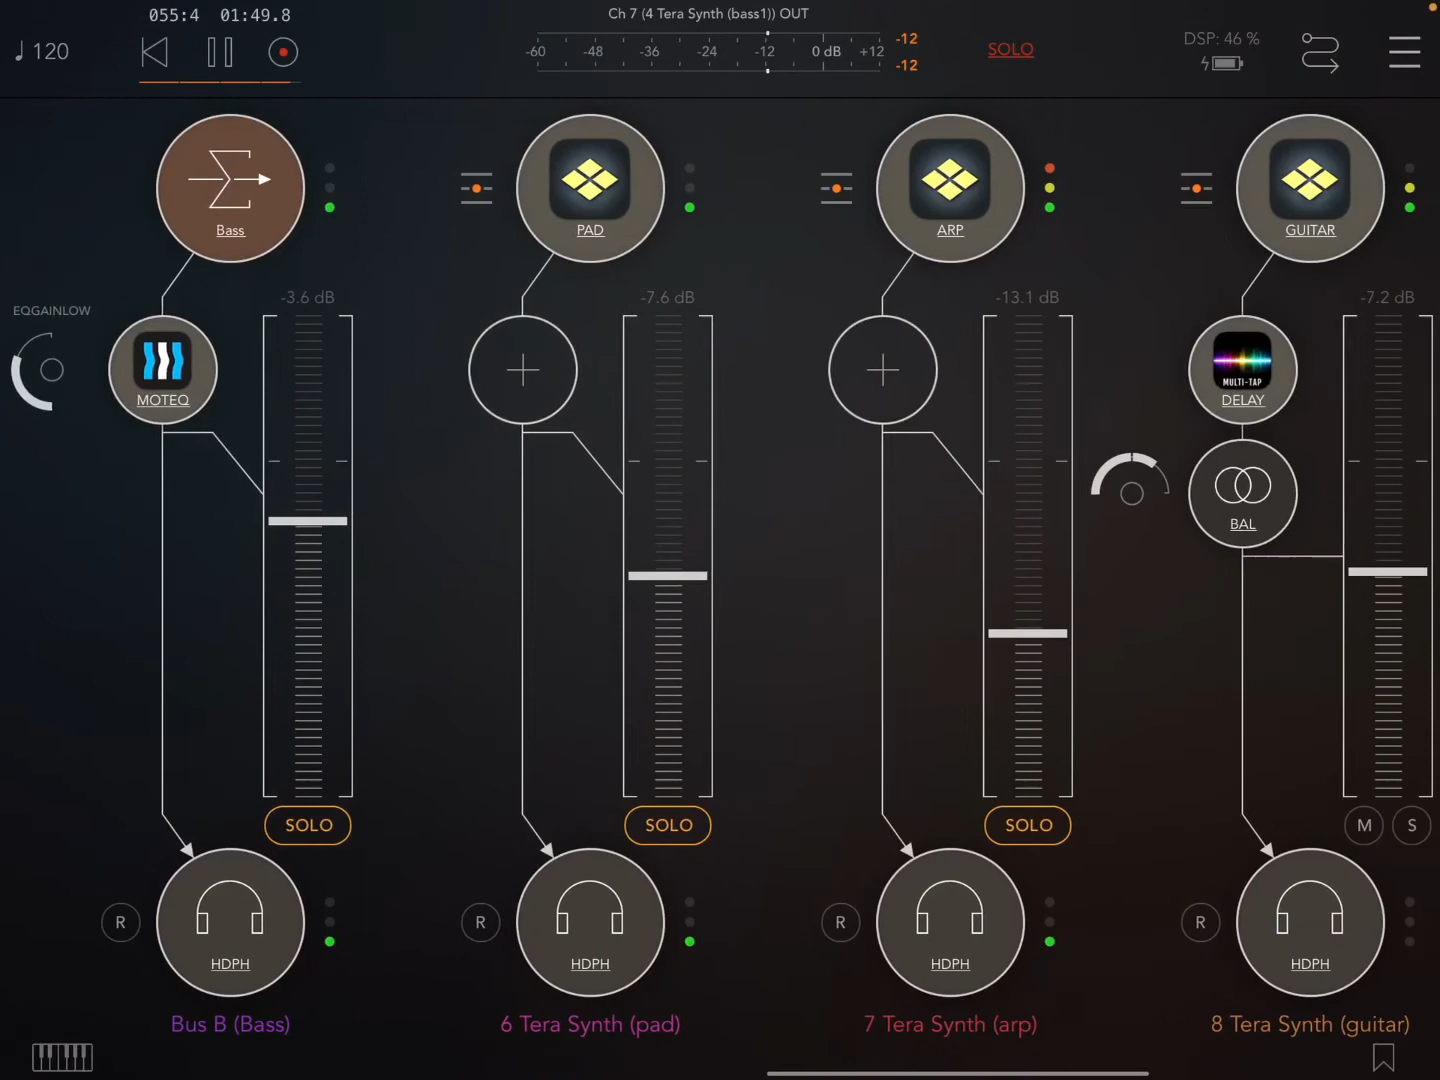 055:4 01:49.8
Ch 7 (4 Tera Synth (bass1)) OUT
120
-60 -48 -36 -24 -12 0 dB +12
-12
-12
SOLO
DSP: 46 %
Bass
PAD
ARP
GUITAR
EQGAINLOW
-3.6 dB
-7.6 dB
-13.1 dB
-7.2 dB
MOTEQ
MULTI-TAP
DELAY
BAL
SOLO
SOLO
SOLO
M S
R
R
R
R
HDPH
HDPH
HDPH
HDPH
Bus B (Bass)
6 Tera Synth (pad)
7 Tera Synth (arp)
8 Tera Synth (guitar)